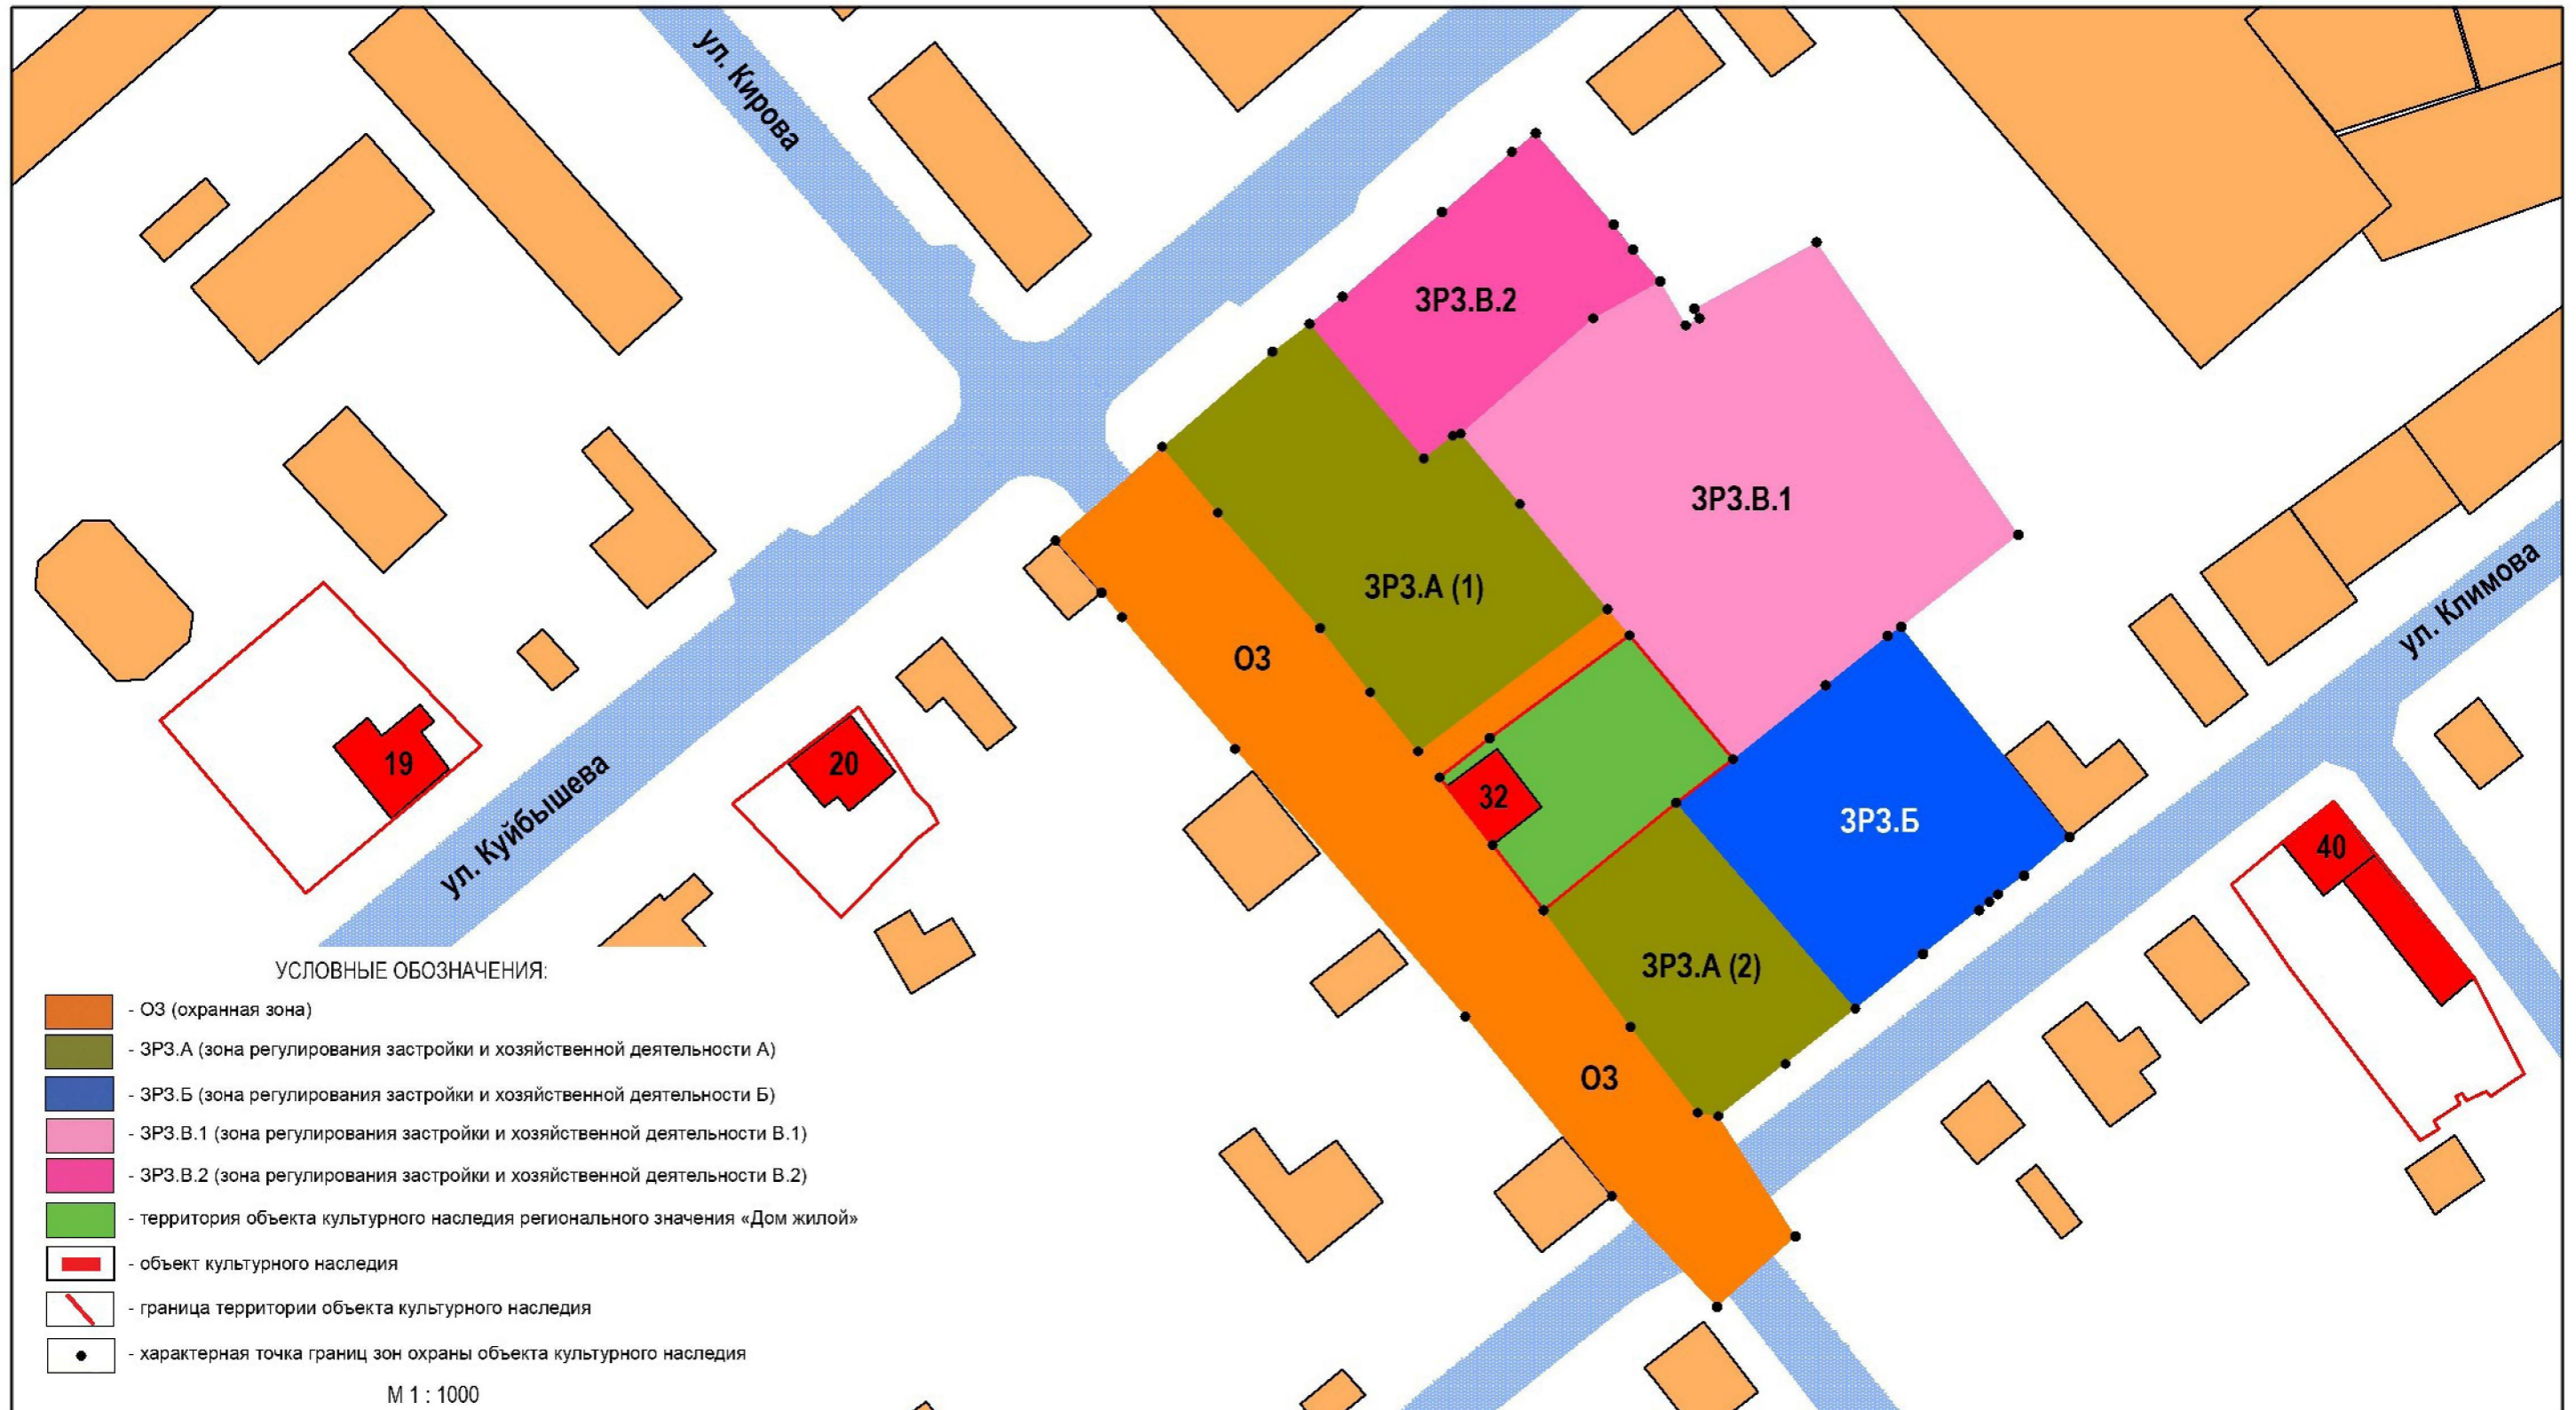 ул. Кирова
ЗРЗ.В.2
ЗРЗ.В.1
ЗРЗ.А (1)
ОЗ
ул. Климова
19
20
32
ЗРЗ.Б
40
ул. Куйбышева
ЗРЗ.А (2)
ОЗ
УСЛОВНЫЕ ОБОЗНАЧЕНИЯ:
- ОЗ (охранная зона)
- ЗРЗ.А (зона регулирования застройки и хозяйственной деятельности А)
- ЗРЗ.Б (зона регулирования застройки и хозяйственной деятельности Б)
- ЗРЗ.В.1 (зона регулирования застройки и хозяйственной деятельности В.1)
- ЗРЗ.В.2 (зона регулирования застройки и хозяйственной деятельности В.2)
- территория объекта культурного наследия регионального значения «Дом жилой»
- объект культурного наследия
- граница территории объекта культурного наследия
- характерная точка границ зон охраны объекта культурного наследия
М 1 : 1000